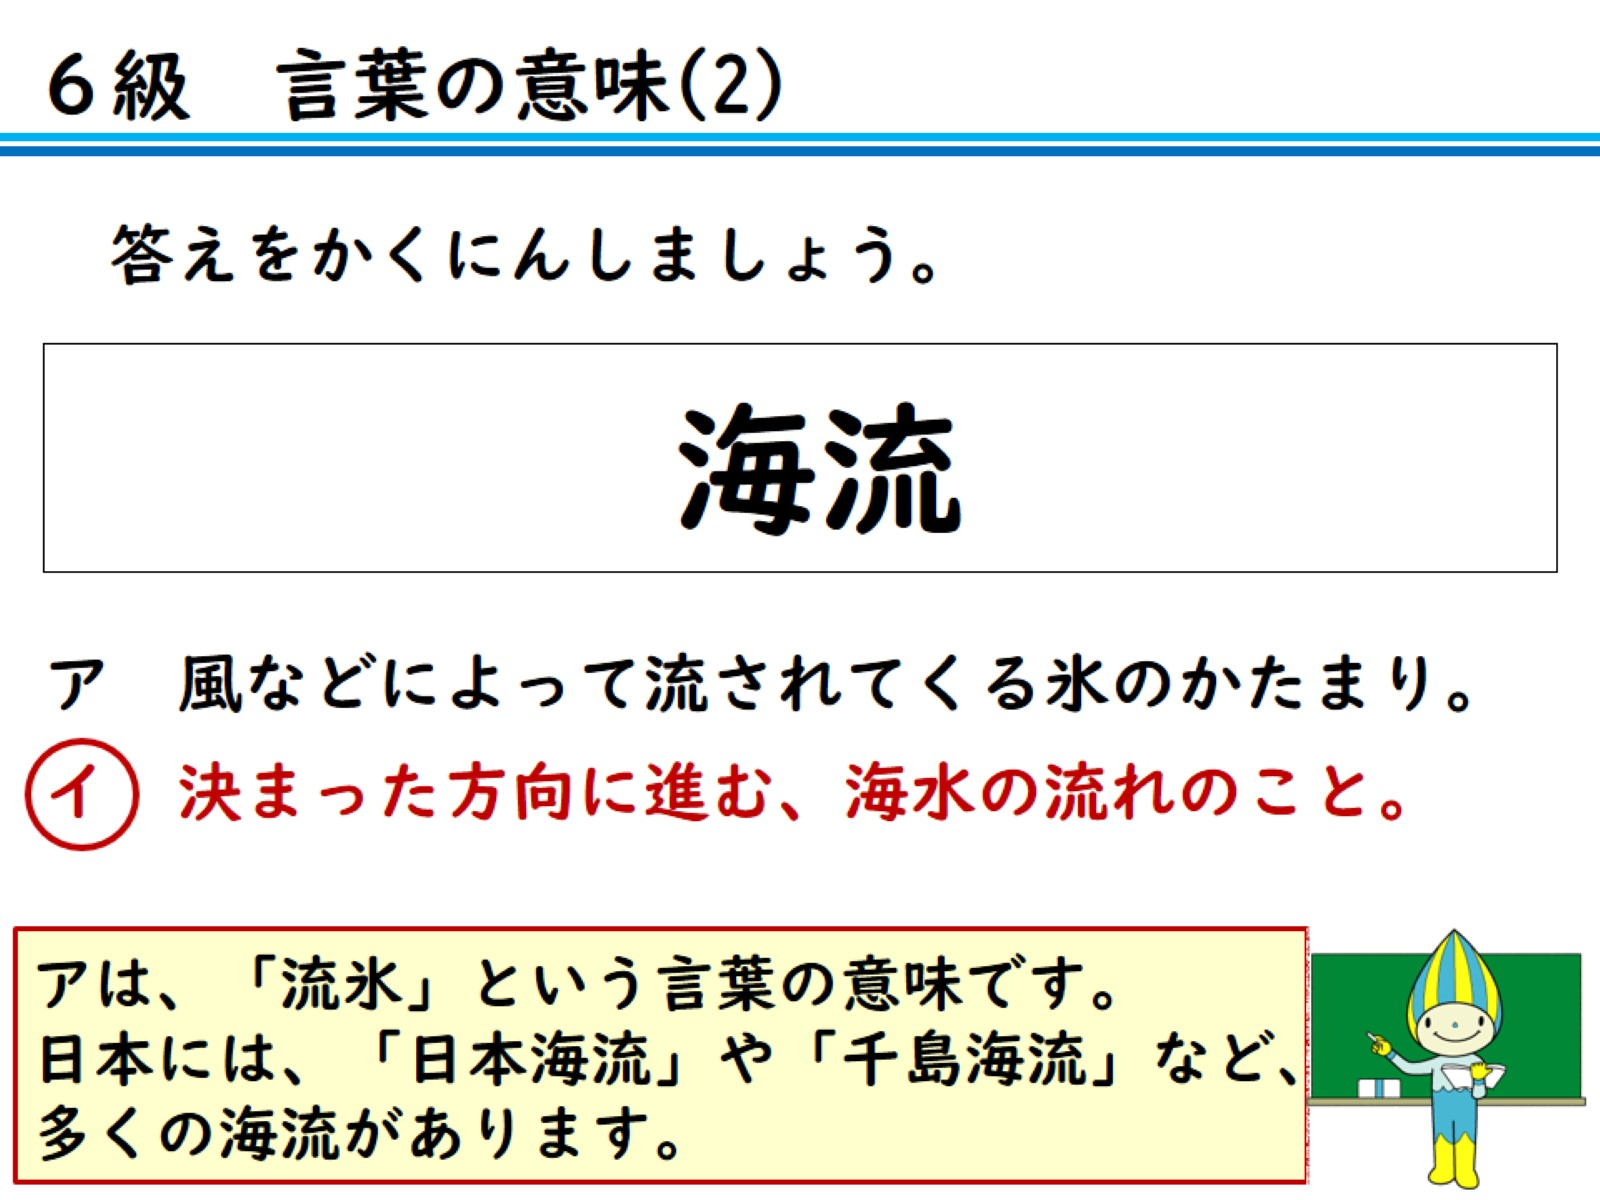 ６級　言葉の意味(2)
答えをかくにんしましょう。
海流
ア　風などによって流されてくる氷のかたまり。
イ　決まった方向に進む、海水の流れのこと。
アは、「流氷」という言葉の意味です。
日本には、「日本海流」や「千島海流」など、
多くの海流があります。